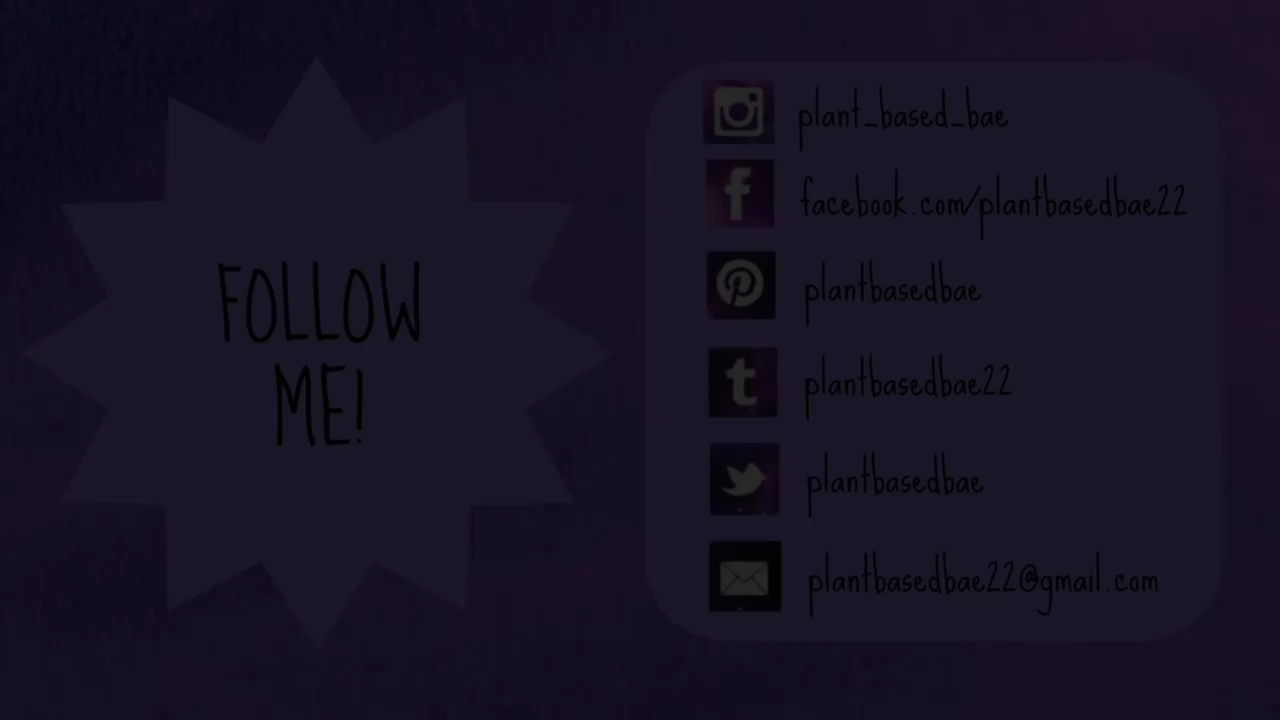 FOLLOW
ME!
plant_based_bae
facebook.com/plantbasedbae22
plantbasedbae
plantbasedbae22
plantbasedbae
plantbasedbae22@gmail.com